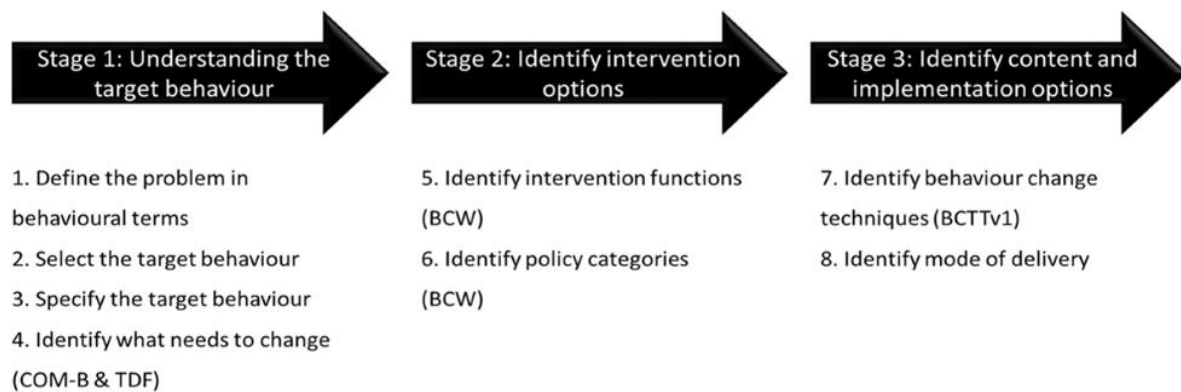 Stage 1: Understanding the
target behaviour
1. Define the problem in
behavioural terms
2. Select the target behaviour
3. Specify the target behaviour
4. Identify what needs to change
(COM-B & TDF)
Stage 2: Identify intervention
options
5. Identify intervention functions
(BCW)
6. Identify policy categories
(BCW)
Stage 3: Identify content and
implementation options
7. Identify behaviour change
techniques (BCTTv1)
8. Identify mode of delivery